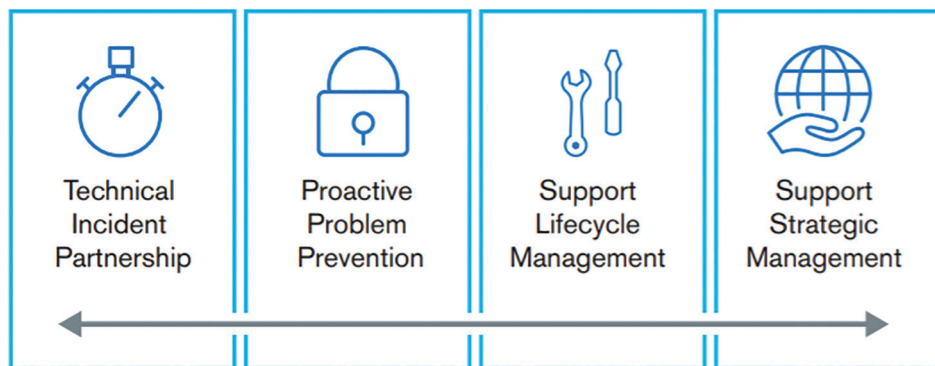 Technical
Incident
Partnership
Proactive
Problem
Prevention
Support
Lifecycle
Management
Support
Strategic
Management